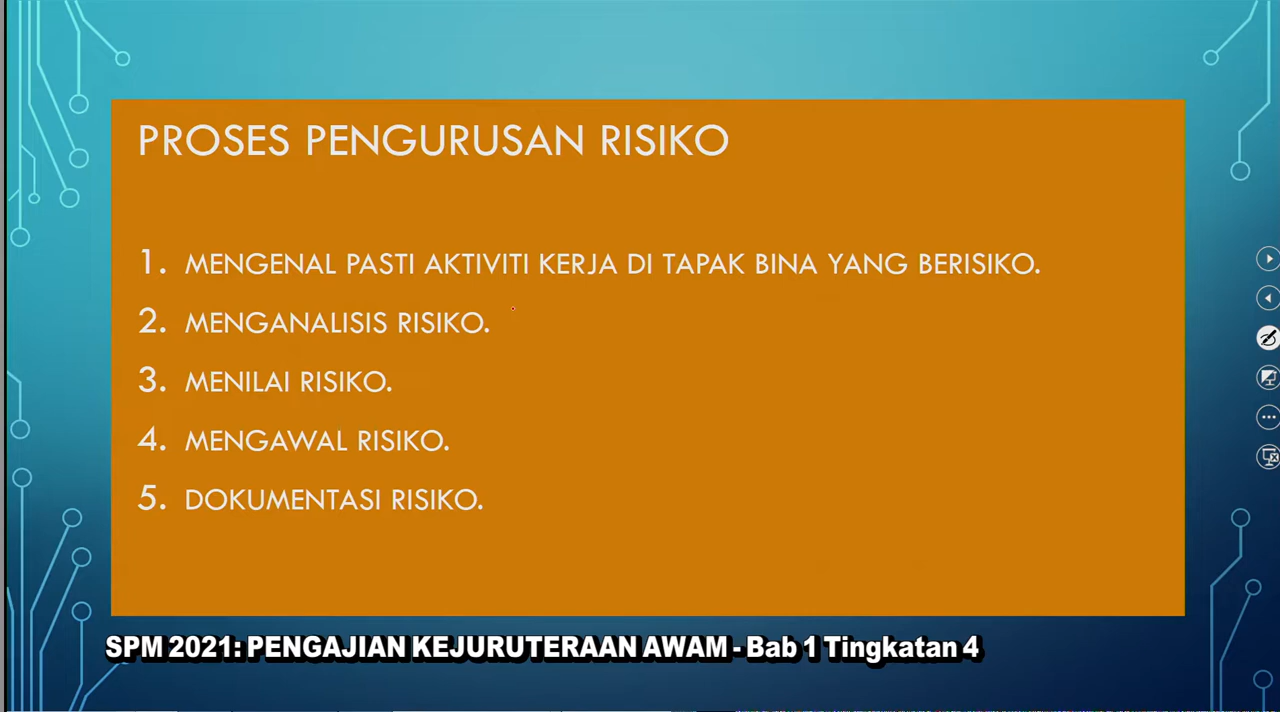 PROSES PENGURUSAN RISIKO
1. MENGENAL PASTI AKTIVITI KERJA DI TAPAK BINA YANG BERISIKO.
2. MENGANALISIS RISIKO.
3. MENILAI RISIKO.
4. MENGAWAL RISIKO.
5. DOKUMENTASI RISIKO.
SPM 2021: PENGAJIAN KEJURUTERAAN AWAM - Bab 1 Tingkatan 4